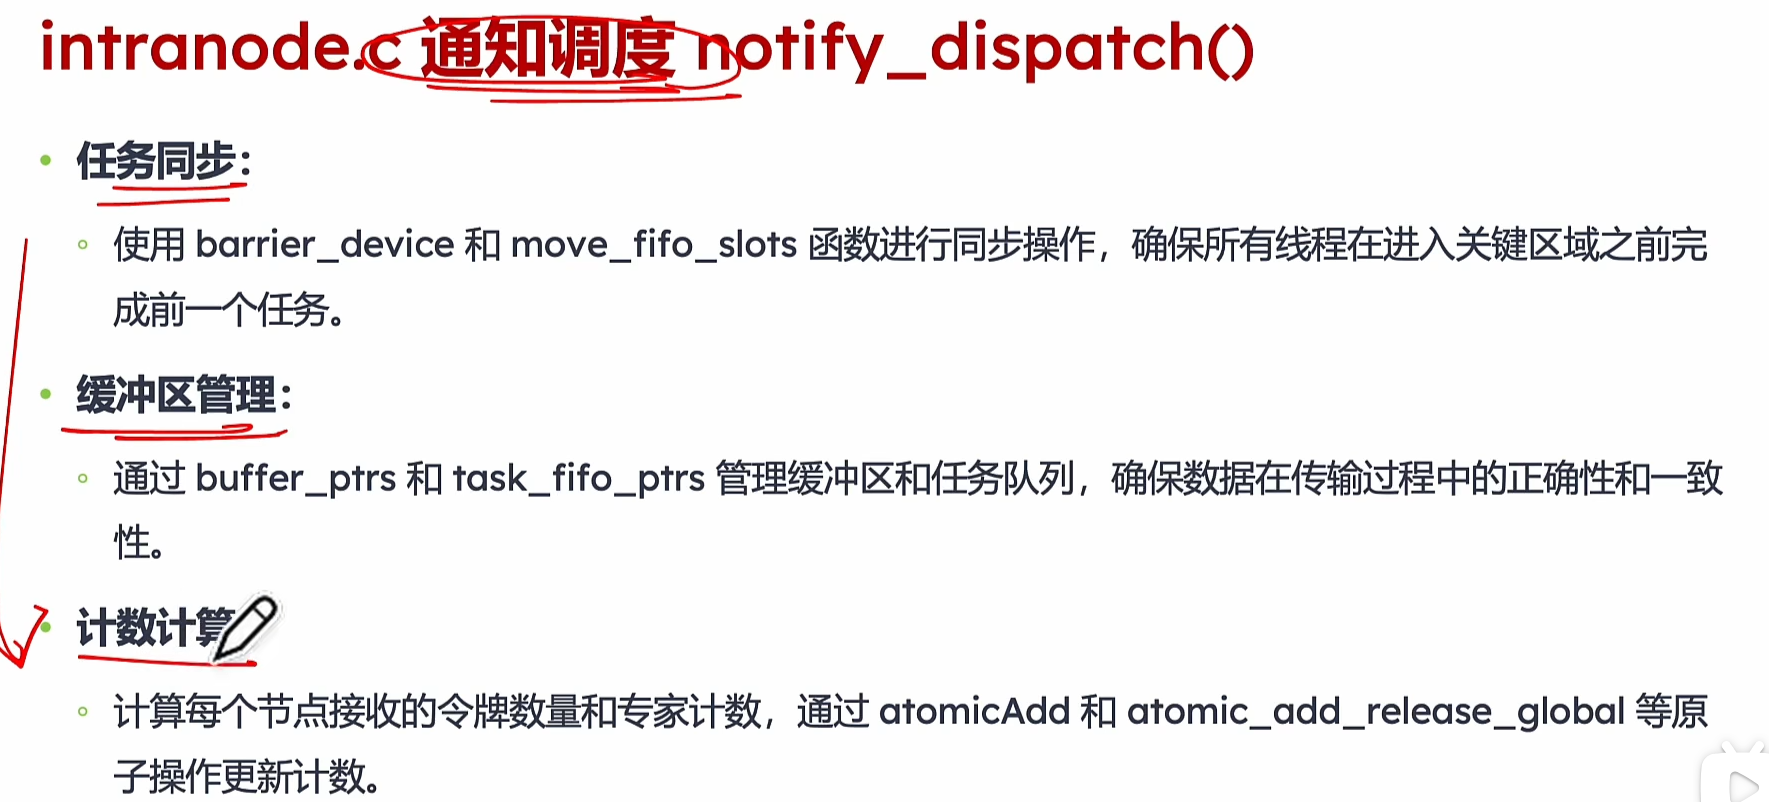 intranode.c 通知调度 notify_dispatch()
任务同步：
使用 barrier_device 和 move_fifo_slots 函数进行同步操作，确保所有线程在进入关键区域之前完
成前一个任务。
缓冲区管理：
通过 buffer_ptrs 和 task_fifo_ptrs 管理缓冲区和任务队列，确保数据在传输过程中的正确性和一致
性。
计数计算
计算每个节点接收的令牌数量和专家计数，通过 atomicAdd 和 atomic_add_release_global 等原
子操作更新计数。